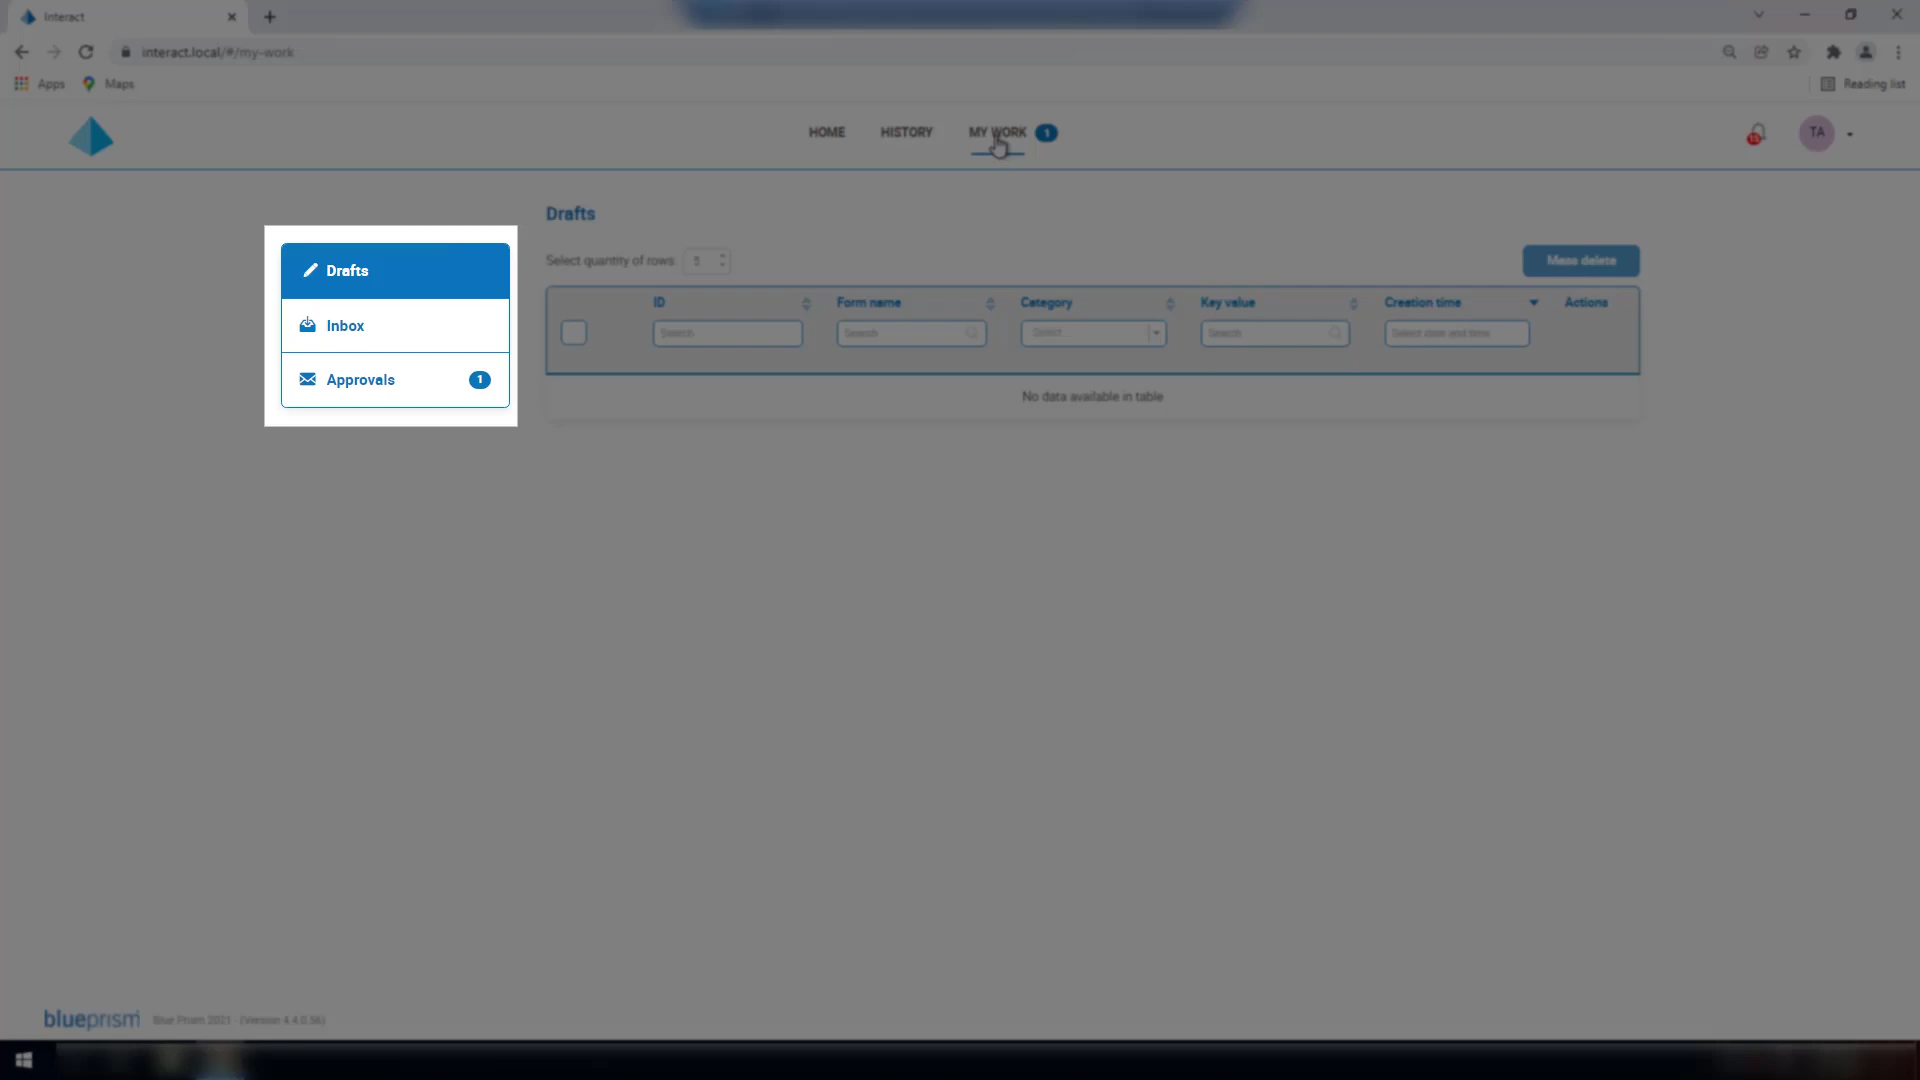 Interact
interact.local/#/my-work
Apps
Maps
Reading list
HOME
HISTORY
MY WORK
1
TA
Drafts
Drafts
Inbox
Approvals
1
Select quantity of rows:
5
Mass delete
ID
Form name
Category
Key value
Creation time
Actions
Search
Search
Select
Search
Select date and time
No data available in table
blueprism
Blue Prism 2021 - (Version 4.4.0.56)